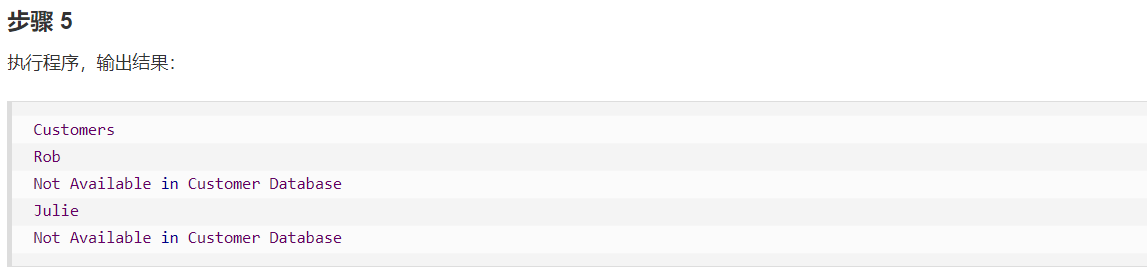 步骤 5
执行程序，输出结果：
Customers
Rob
Not Available in Customer Database
Julie
Not Available in Customer Database